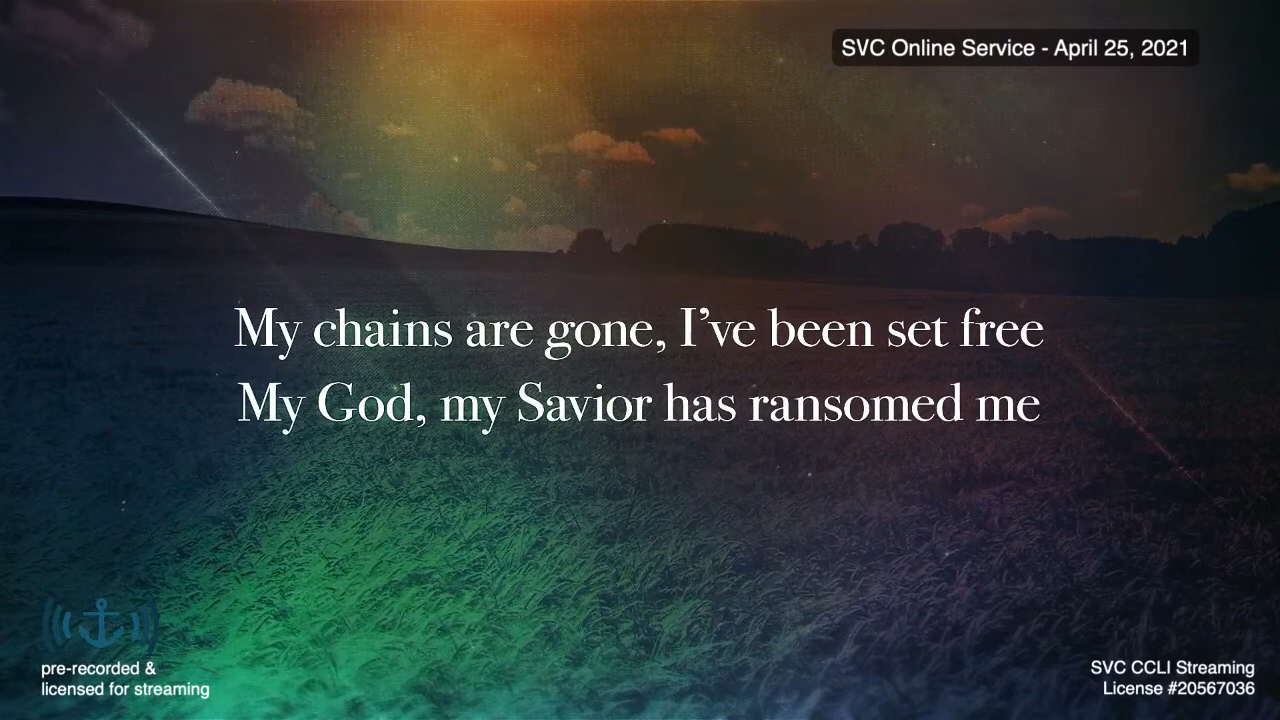 SVC Online Service - April 25, 2021
My chains are gone, I've been set free
My God, my Savior has ransomed me
pre-recorded &
licensed for streaming
SVC CCLI Streaming
License #20567036